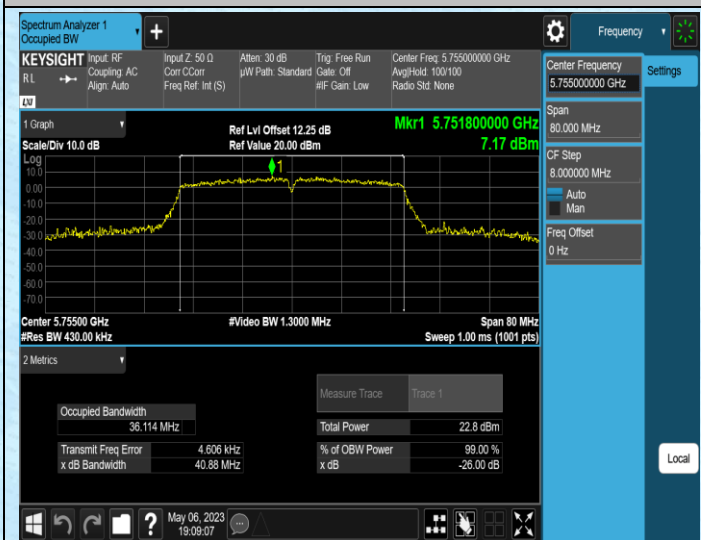 Spectrum Analyzer 1
Occupied BW
Frequency
KEYSIGHT
RL
LXI
Input: RF
Coupling: AC
Align: Auto
Input Z: 50 Ω
Corr CCorr
Freq Ref: Int (S)
Atten: 30 dB
µW Path: Standard
Trig: Free Run
Gate: Off
#IF Gain: Low
Center Freq: 5.755000000 GHz
Avg|Hold: 100/100
Radio Std: None
Center Frequency
5.755000000 GHz
Settings
Span
80.000 MHz
CF Step
8.000000 MHz
Auto
Man
Freq Offset
0 Hz
1 Graph
Scale/Div 10.0 dB
Ref Lvl Offset 12.25 dB
Ref Value 20.00 dBm
Mkr1 5.751800000 GHz
7.17 dBm
Log
10.0
0.00
-10.0
-20.0
-30.0
-40.0
-50.0
-60.0
-70.0
1
Center 5.75500 GHz
#Res BW 430.00 kHz
#Video BW 1.3000 MHz
Span 80 MHz
Sweep 1.00 ms (1001 pts)
2 Metrics
Measure Trace Trace 1
Occupied Bandwidth
36.114 MHz
Total Power 22.8 dBm
Transmit Freq Error 4.606 kHz
% of OBW Power 99.00 %
x dB Bandwidth 40.88 MHz
x dB -26.00 dB
Local
?
May 06, 2023
19:09:07